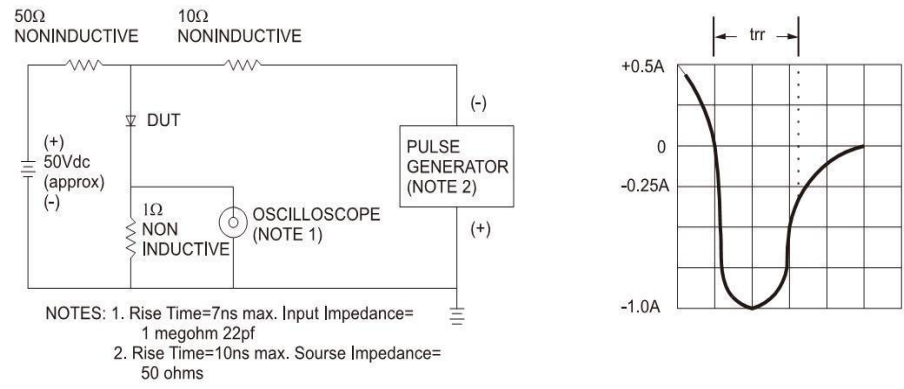 50Ω
NONINDUCTIVE
10Ω
NONINDUCTIVE
DUT
(+)
50Vdc
(approx)
(-)
1Ω
NON
INDUCTIVE
OSCILLOSCOPE
(NOTE 1)
(-)
PULSE
GENERATOR
(NOTE 2)
(+)
NOTES: 1. Rise Time=7ns max. Input Impedance=
1 megohm 22pf
2. Rise Time=10ns max. Sourse Impedance=
50 ohms
trr
+0.5A
0
-0.25A
-1.0A